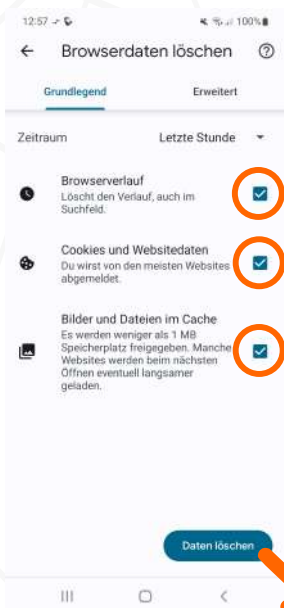 12:57
100%
Browserdaten löschen
Grundlegend
Erweitert
Zeitraum
Letzte Stunde
Browserverlauf
Löscht den Verlauf, auch im
Suchfeld.
Cookies und Websitedaten
Du wirst von den meisten Websites
abgemeldet.
Bilder und Dateien im Cache
Es werden weniger als 1 MB
Speicherplatz freigegeben. Manche
Websites werden beim nächsten
Öffnen eventuell langsamer
geladen.
Daten löschen